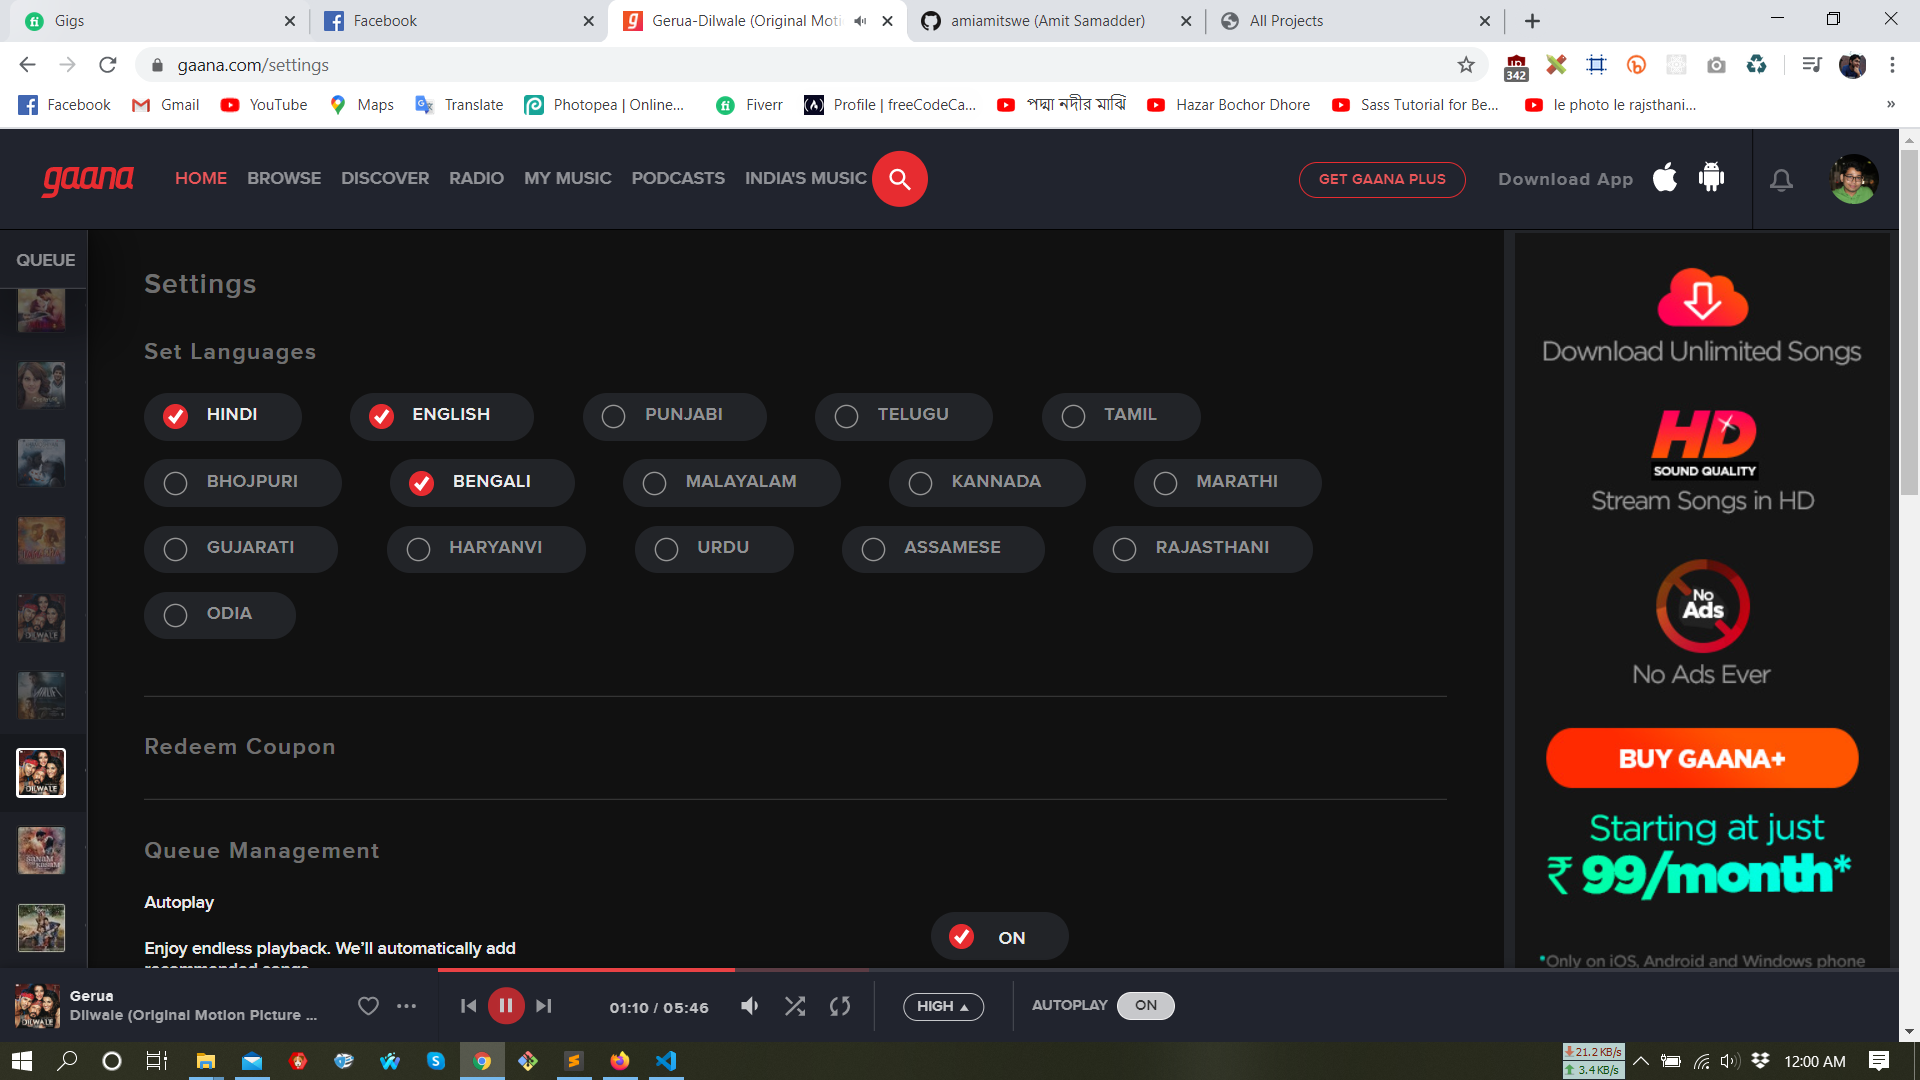 Gigs
Facebook
Gerua-Dilwale (Original Moti
amiamitswe (Amit Samadder)
All Projects
gaana.com/settings
342
Facebook
Gmail
YouTube
Maps
Translate
Photopea | Online...
Fiverr
Profile | freeCodeCa...
পদ্মা নদীর মাঝি
Hazar Bochor Dhore
Sass Tutorial for Be...
le photo le rajsthani...
»
gaana
HOME
BROWSE
DISCOVER
RADIO
MY MUSIC
PODCASTS
INDIA'S MUSIC
GET GAANA PLUS
Download App
QUEUE
Settings
Set Languages
HINDI
ENGLISH
PUNJABI
TELUGU
TAMIL
BHOJPURI
BENGALI
MALAYALAM
KANNADA
MARATHI
GUJARATI
HARYANVI
URDU
ASSAMESE
RAJASTHANI
ODIA
Redeem Coupon
Queue Management
Autoplay
Enjoy endless playback. We'll automatically add
recommended songs
ON
Download Unlimited Songs
HD
SOUND QUALITY
Stream Songs in HD
No
Ads
No Ads Ever
BUY GAANA+
Starting at just
₹ 99/month*
*Only on iOS, Android and Windows phone
DILWALE
DILWALE
SANAM
Gerua
Dilwale (Original Motion Picture ...
01:10 / 05:46
HIGH
AUTOPLAY
ON
21.2 KB/s
3.4 KB/s
12:00 AM